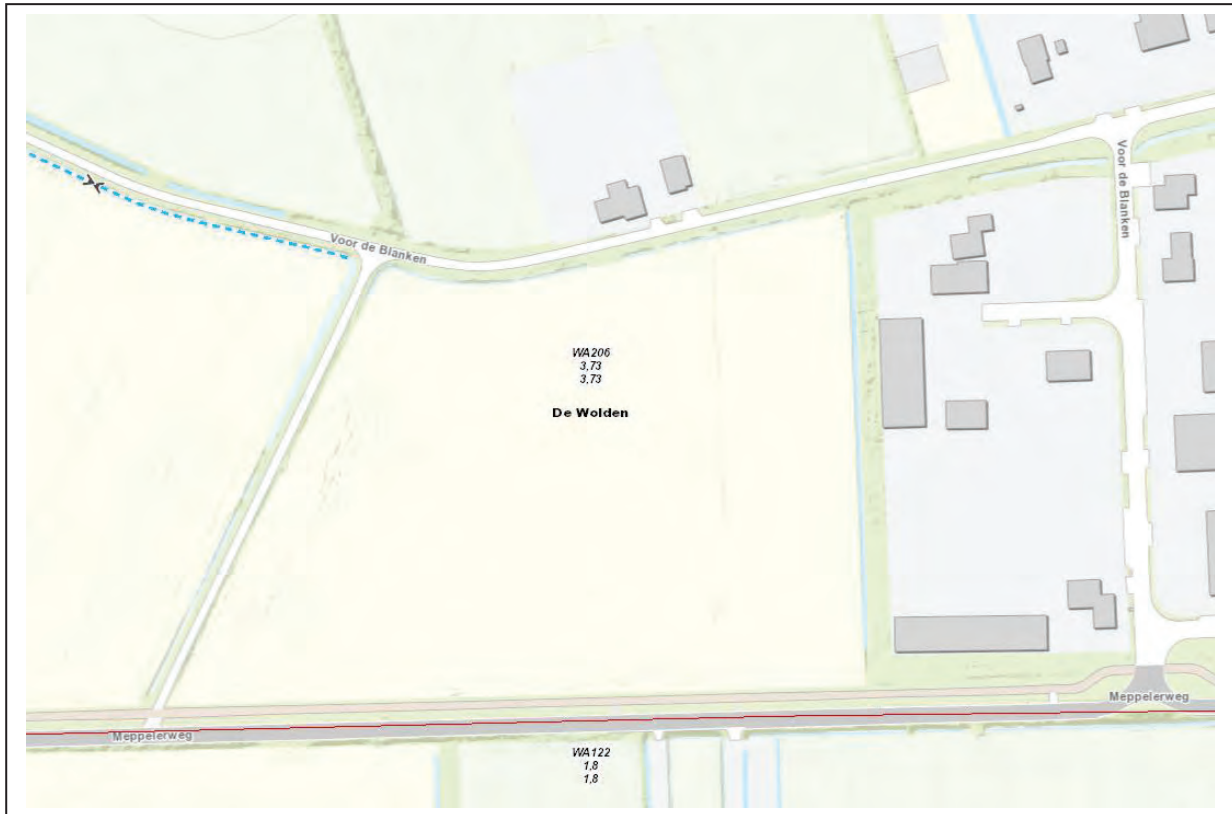 Voor de Blanken
Voor de Blanken
WA206
3,73
3,73
De Wolden
Meppelerweg
Meppelerweg
WA122
1,8
1,8